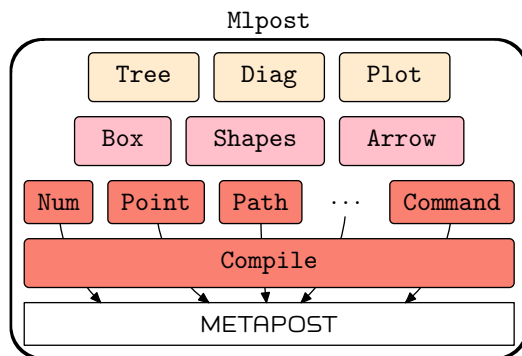 Mlpost
Tree Diag Plot
Box Shapes Arrow
Num Point Path ··· Command
Compile
METAPOST